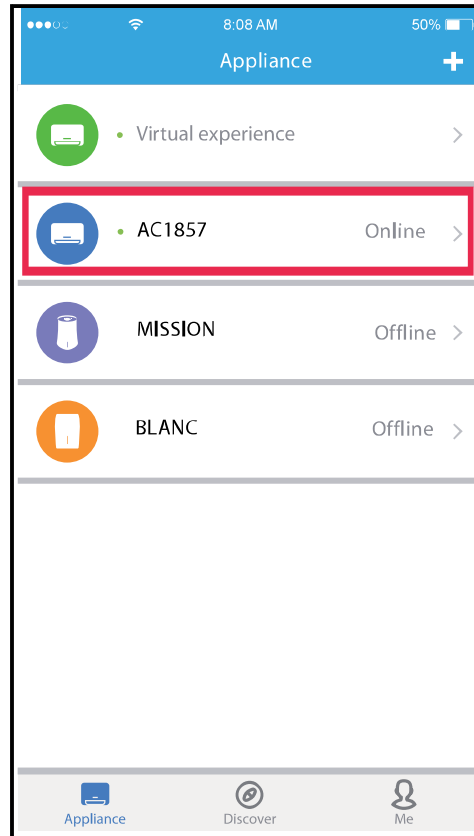 8:08 AM 50%
Appliance +
Virtual experience
AC1857 Online
MISSION Offline
BLANC Offline
Appliance Discover Me